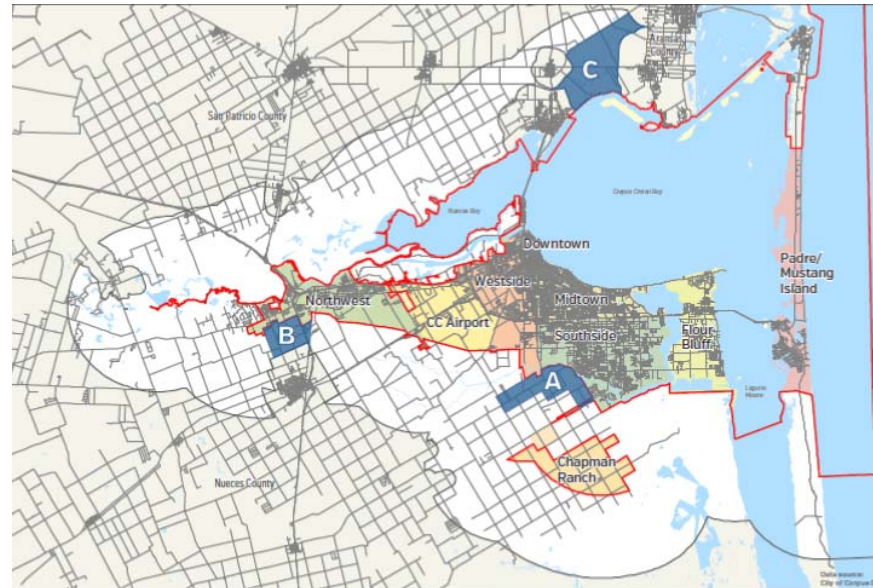 Aransas
County
C
San Patricio County
Corpus Christi Bay
Nueces Bay
Downtown
Padre/
Mustang
Island
Westside
Northwest
Midtown
CC Airport
Southside
Flour
Bluff
B
A
Laguna
Madre
Chapman
Ranch
Nueces County
Data source:
City of Corpus